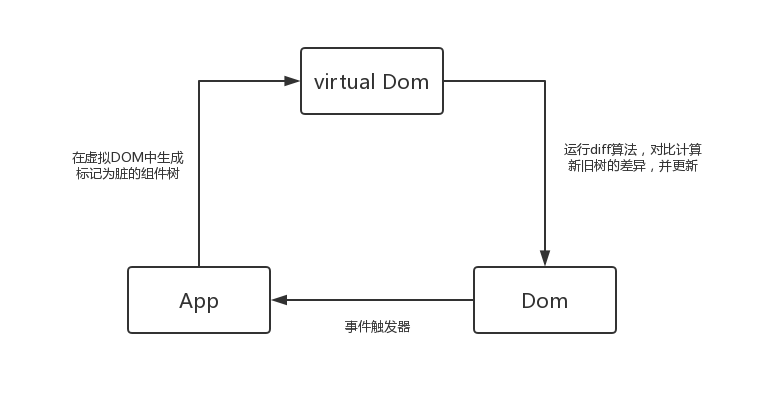 virtual Dom
在虚拟DOM中生成
标记为脏的组件树
运行diff算法，对比计算
新旧树的差异，并更新
App
Dom
事件触发器